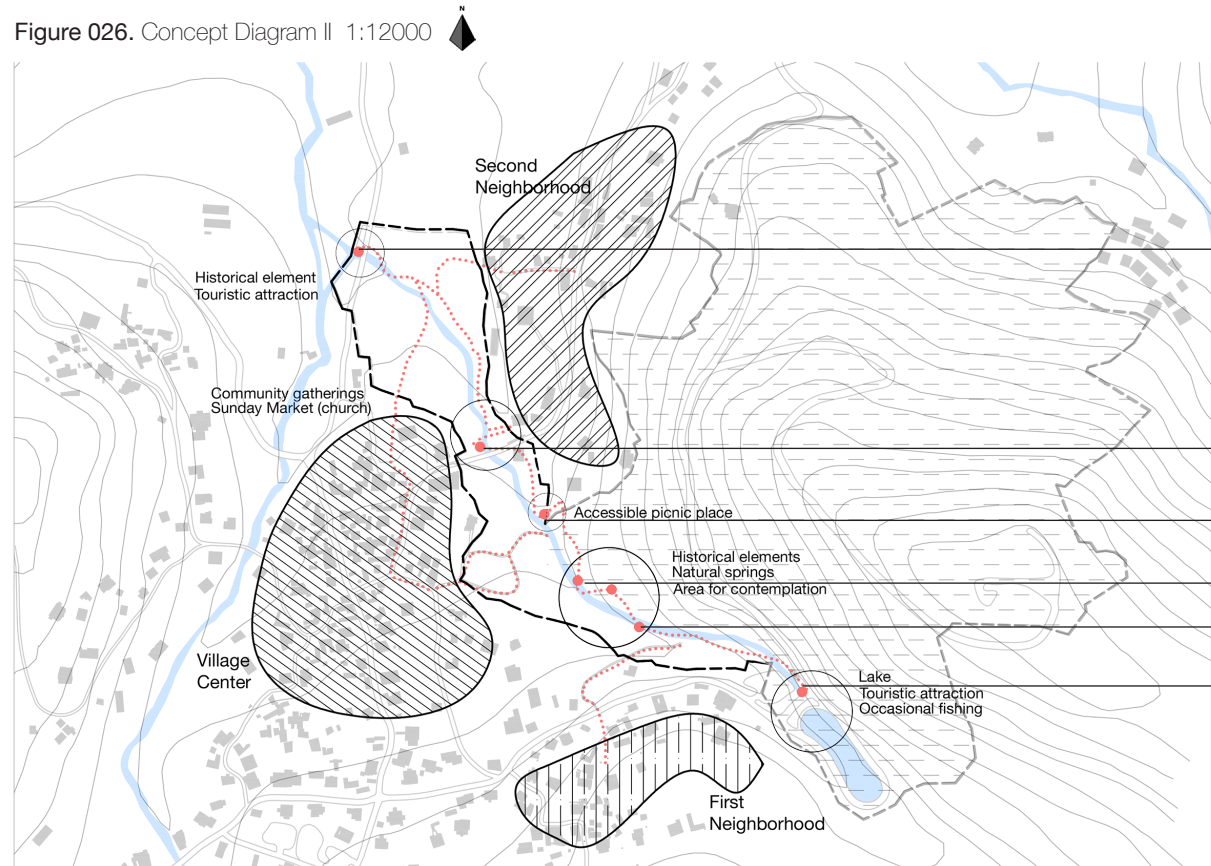 N
Figure 026. Concept Diagram II 1:12000
Second
Neighborhood
Historical element
Touristic attraction
Community gatherings
Sunday Market (church)
Accessible picnic place
Historical elements
Natural springs
Area for contemplation
Village
Center
Lake
Touristic attraction
Occasional fishing
First
Neighborhood